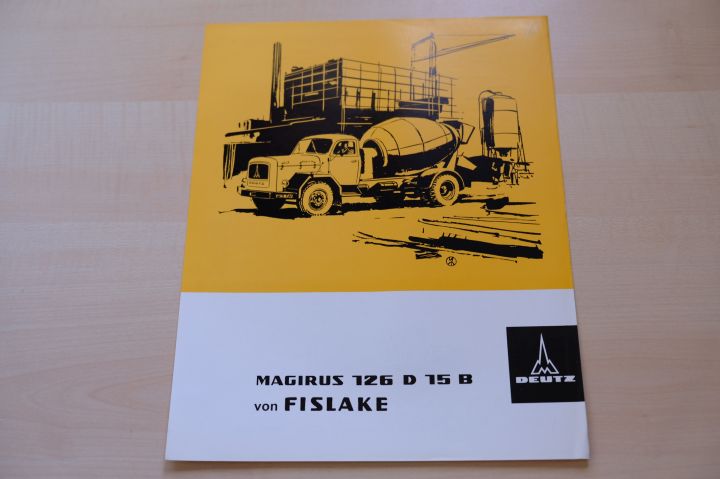 MAGIRUS 126 D 15 B
von FISLAKE
DEUTZ